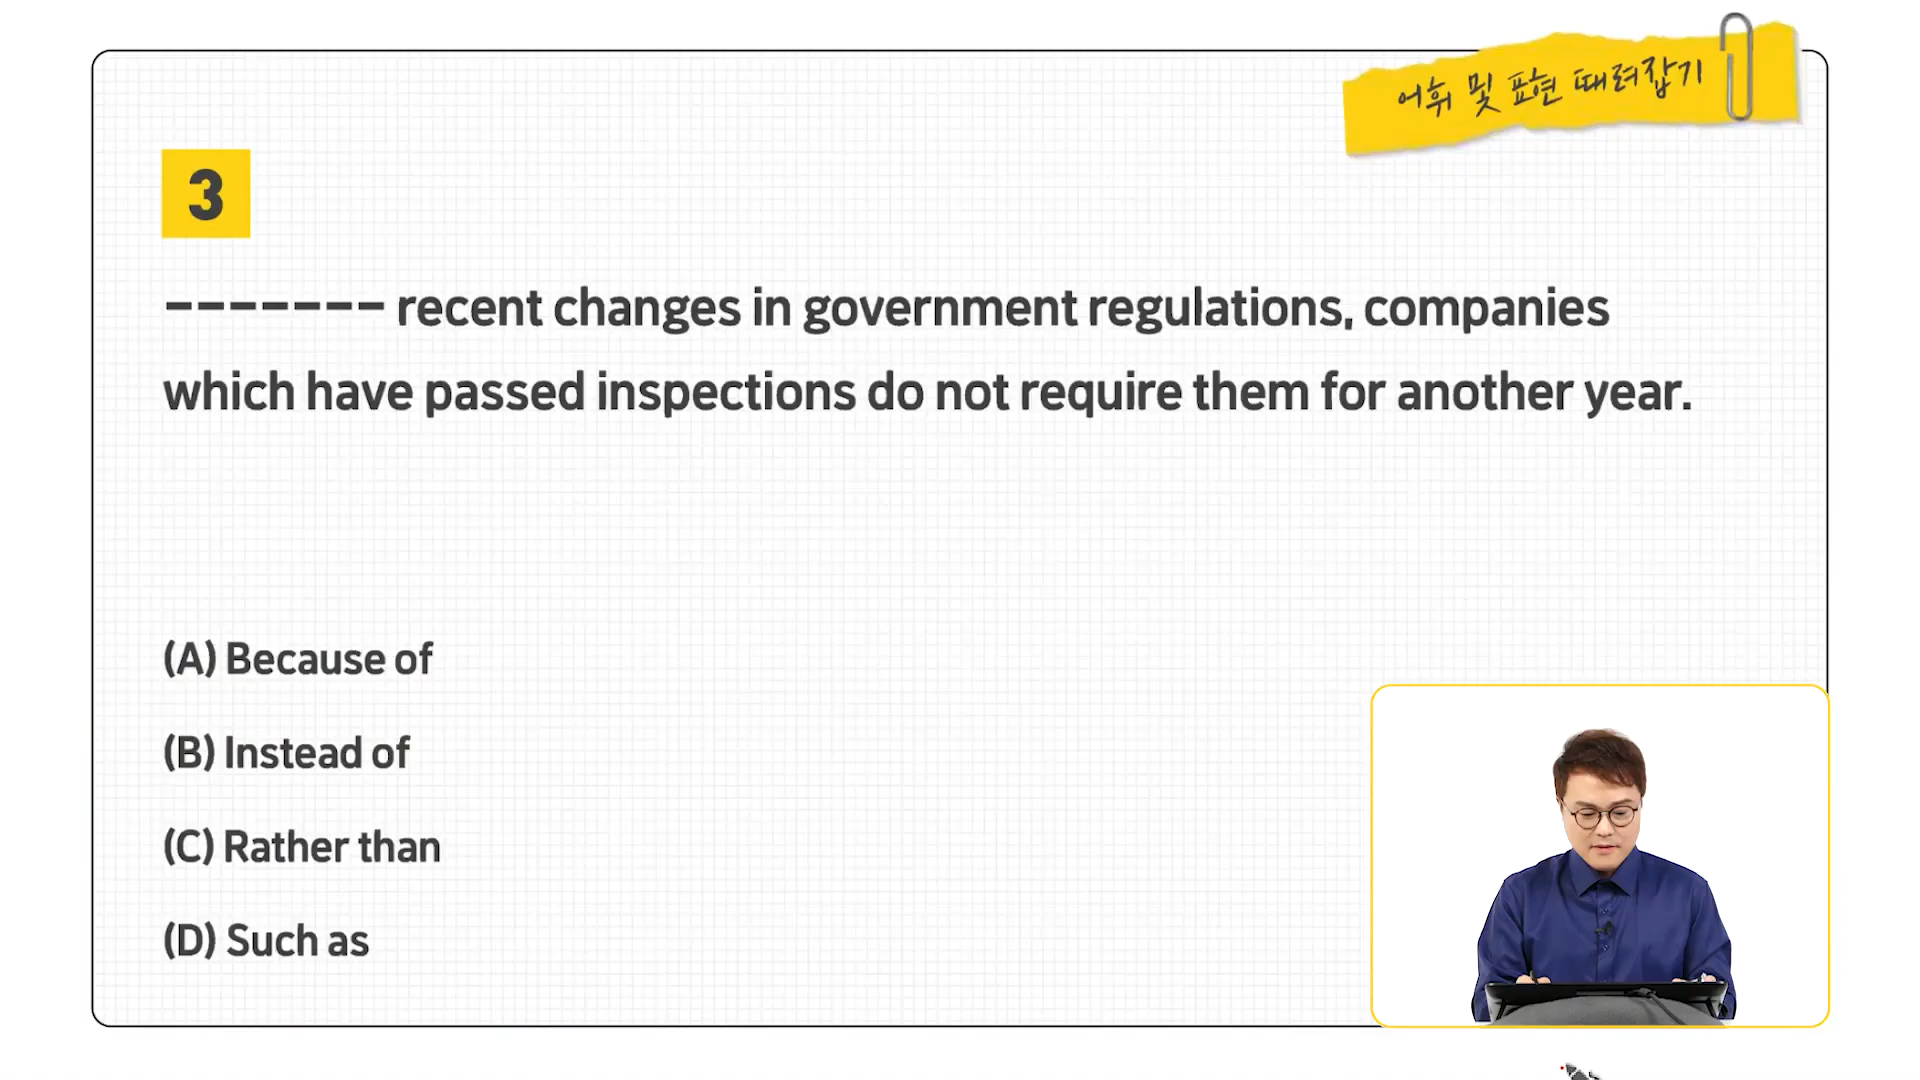 어휘 및 표현 때려잡기
3
------- recent changes in government regulations, companies
which have passed inspections do not require them for another year.
(A) Because of
(B) Instead of
(C) Rather than
(D) Such as